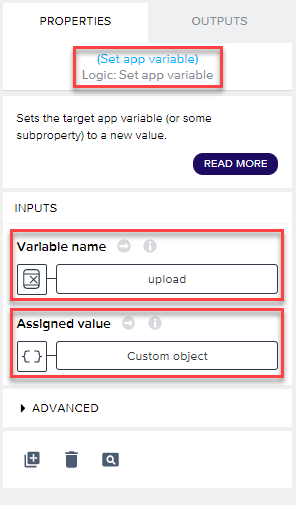 PROPERTIES
OUTPUTS
(Set app variable)
Logic: Set app variable
Sets the target app variable (or some
subproperty) to a new value.
READ MORE
INPUTS
Variable name
upload
Assigned value
Custom object
ADVANCED